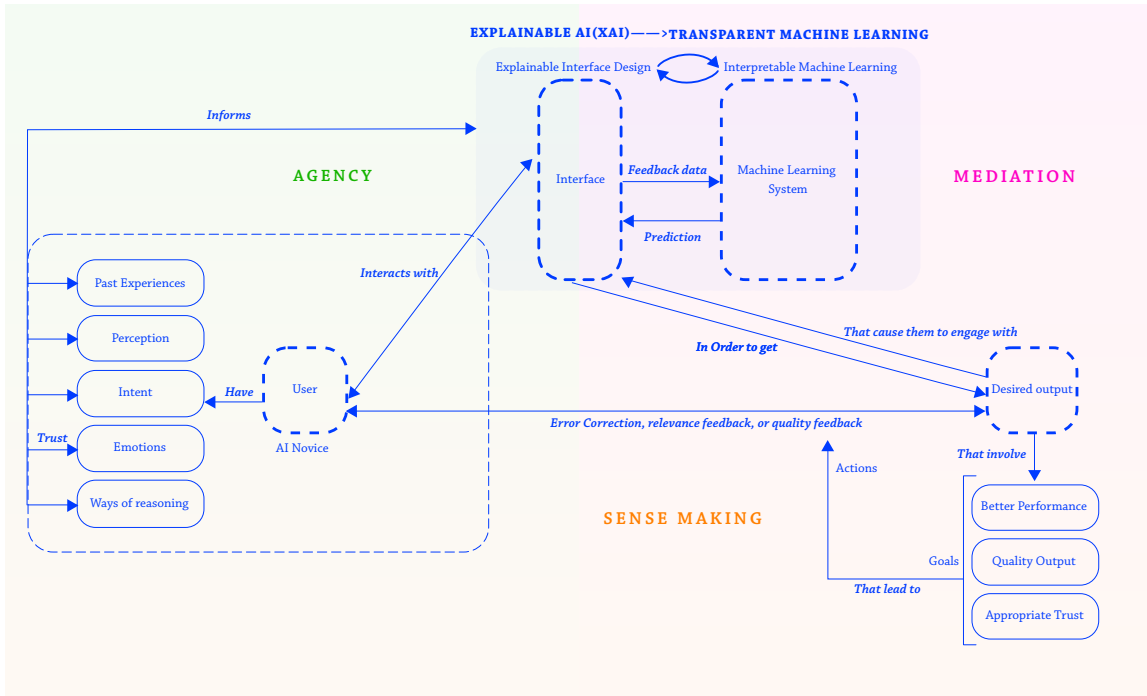 EXPLAINABLE AI(XAI)——>TRANSPARENT MACHINE LEARNING
Explainable Interface Design
Interpretable Machine Learning
Informs
AGENCY
MEDIATION
Interface
Feedback data
Machine Learning
System
Prediction
Interacts with
Past Experiences
Perception
Intent
Trust
Emotions
Ways of reasoning
Have
User
AI Novice
That cause them to engage with
In Order to get
Desired output
Error Correction, relevance feedback, or quality feedback
That involve
Actions
SENSE MAKING
Better Performance
Goals
Quality Output
That lead to
Appropriate Trust